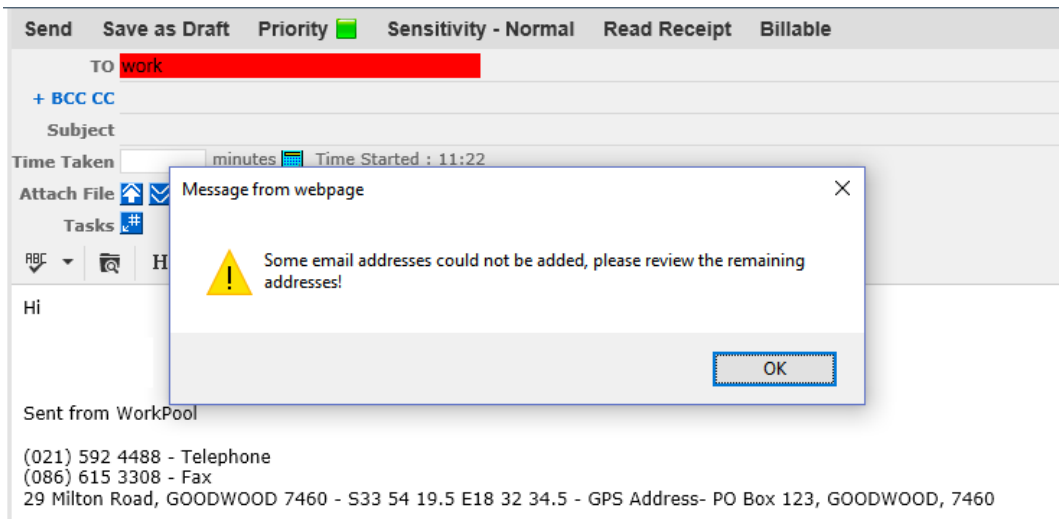 Send Save as Draft Priority Sensitivity - Normal Read Receipt Billable
TO work
+ BCC CC
Subject
Time Taken minutes Time Started : 11:22
Attach File
Message from webpage
Tasks #
ABC H
Some email addresses could not be added, please review the remaining
addresses!
Hi
OK
Sent from WorkPool
(021) 592 4488 - Telephone
(086) 615 3308 - Fax
29 Milton Road, GOODWOOD 7460 - S33 54 19.5 E18 32 34.5 - GPS Address- PO Box 123, GOODWOOD, 7460